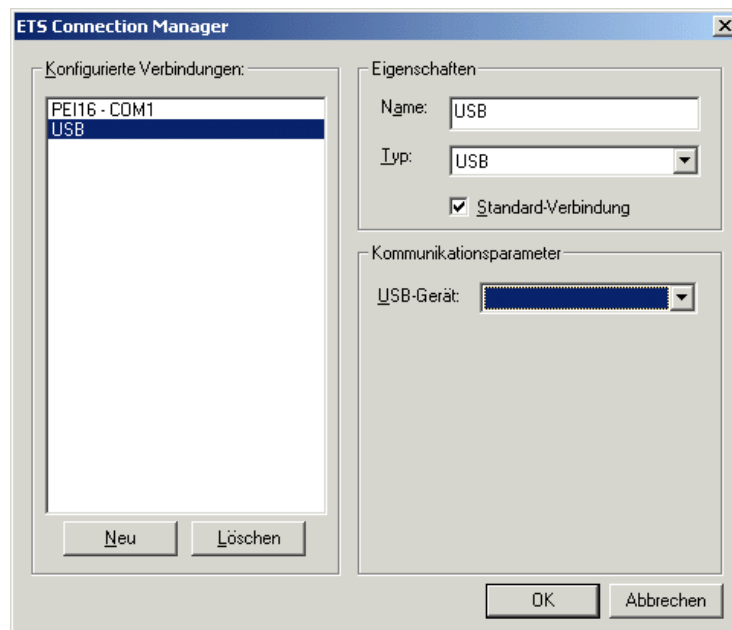 ETS Connection Manager
Konfigurierte Verbindungen:
PEI16 - COM1
USB
Neu
Löschen
Eigenschaften
Name:
USB
Typ:
USB
Standard-Verbindung
Kommunikationsparameter
USB-Gerät:
OK
Abbrechen